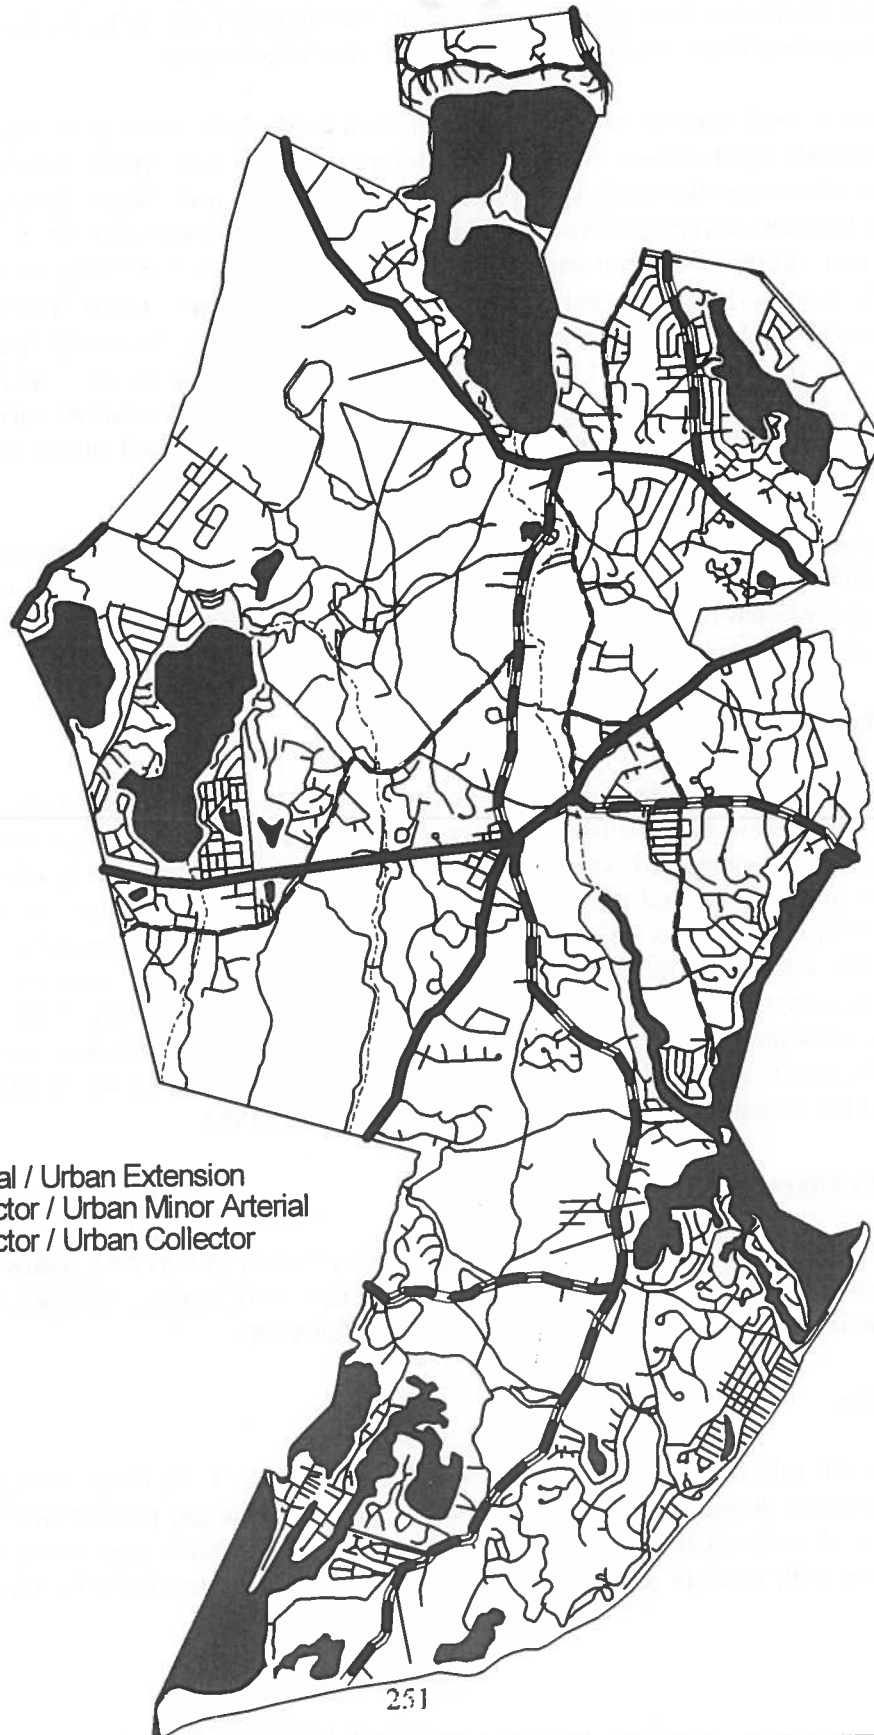 al / Urban Extension
ctor / Urban Minor Arterial
ctor / Urban Collector
251